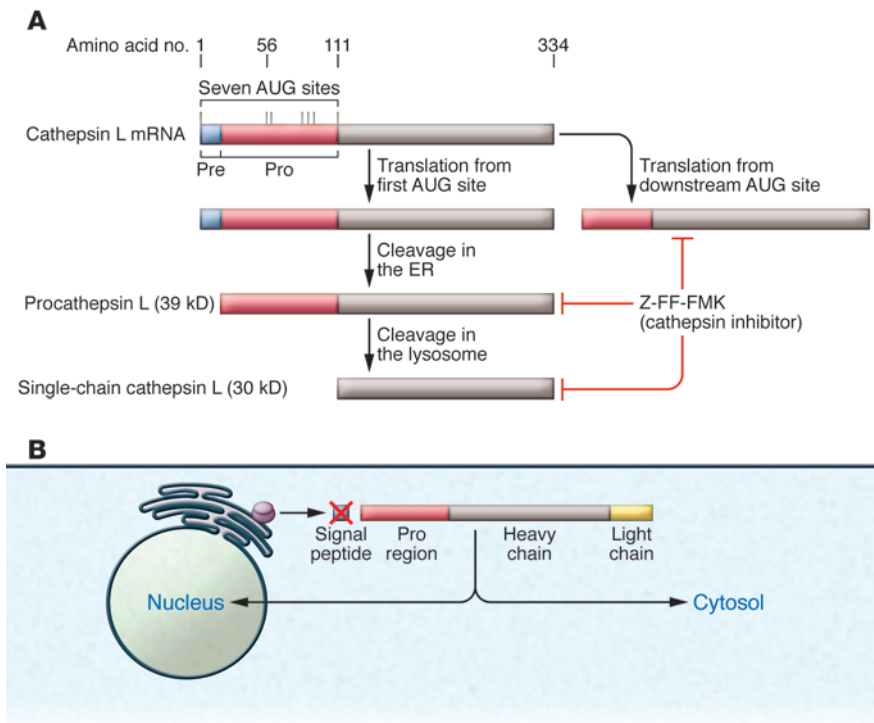 A
Amino acid no. 1 56 111 334
Seven AUG sites
Cathepsin L mRNA
Pre Pro
Translation from
first AUG site
Translation from
downstream AUG site
Cleavage in
the ER
Procathepsin L (39 kD)
Z-FF-FMK
(cathepsin inhibitor)
Cleavage in
the lysosome
Single-chain cathepsin L (30 kD)
B
Signal
peptide
Pro
region
Heavy
chain
Light
chain
Nucleus
Cytosol